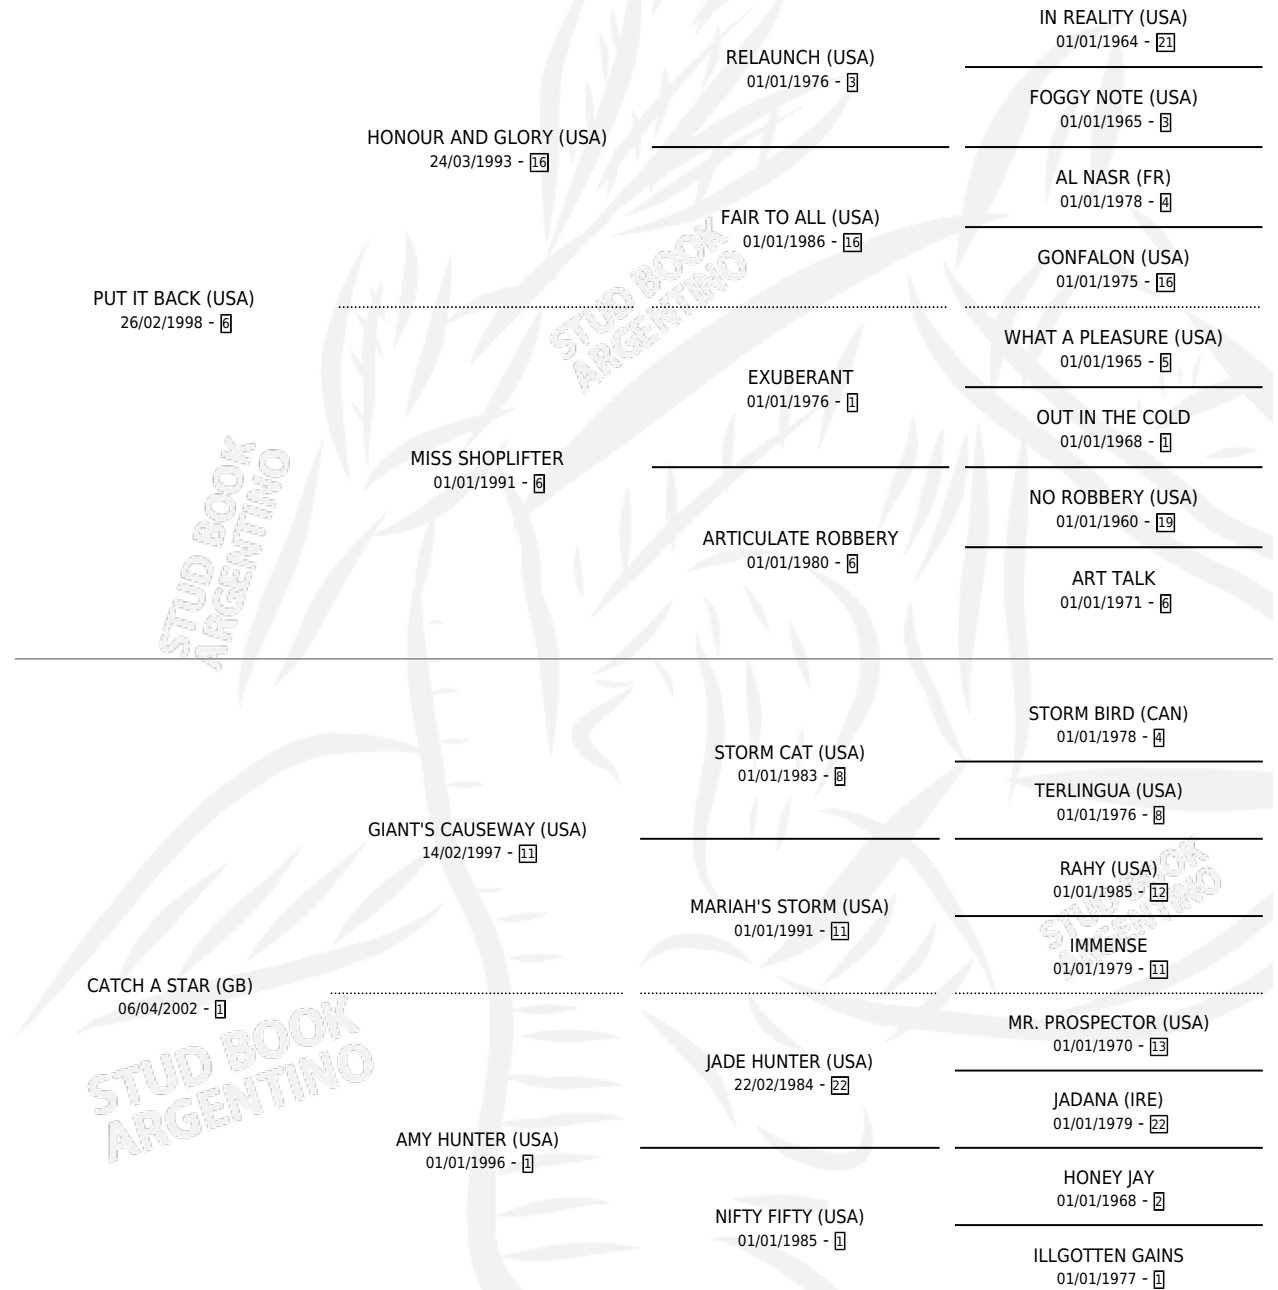 IN REALITY (USA)
01/01/1964 - 21
RELAUNCH (USA)
01/01/1976 - 3
FOGGY NOTE (USA)
01/01/1965 - 3
HONOUR AND GLORY (USA)
24/03/1993 - 16
AL NASR (FR)
01/01/1978 - 4
FAIR TO ALL (USA)
01/01/1986 - 16
GONFALON (USA)
01/01/1975 - 16
PUT IT BACK (USA)
26/02/1998 - 6
WHAT A PLEASURE (USA)
01/01/1965 - 5
EXUBERANT
01/01/1976 - 1
OUT IN THE COLD
01/01/1968 - 1
MISS SHOPLIFTER
01/01/1991 - 6
NO ROBBERY (USA)
01/01/1960 - 19
ARTICULATE ROBBERY
01/01/1980 - 6
ART TALK
01/01/1971 - 6
STORM BIRD (CAN)
01/01/1978 - 4
STORM CAT (USA)
01/01/1983 - 8
TERLINGUA (USA)
01/01/1976 - 8
GIANT'S CAUSEWAY (USA)
14/02/1997 - 11
RAHY (USA)
01/01/1985 - 12
MARIAH'S STORM (USA)
01/01/1991 - 11
IMMENSE
01/01/1979 - 11
CATCH A STAR (GB)
06/04/2002 - 1
MR. PROSPECTOR (USA)
01/01/1970 - 13
JADE HUNTER (USA)
22/02/1984 - 22
JADANA (IRE)
01/01/1979 - 22
AMY HUNTER (USA)
01/01/1996 - 1
HONEY JAY
01/01/1968 - 2
NIFTY FIFTY (USA)
01/01/1985 - 1
ILLGOTTEN GAINS
01/01/1977 - 1
STUD BOOK
ARGENTINO
STUD BOOK
ARGENTINO
STUD BOOK
ARGENTINO
STUD BOOK
ARGENTINO